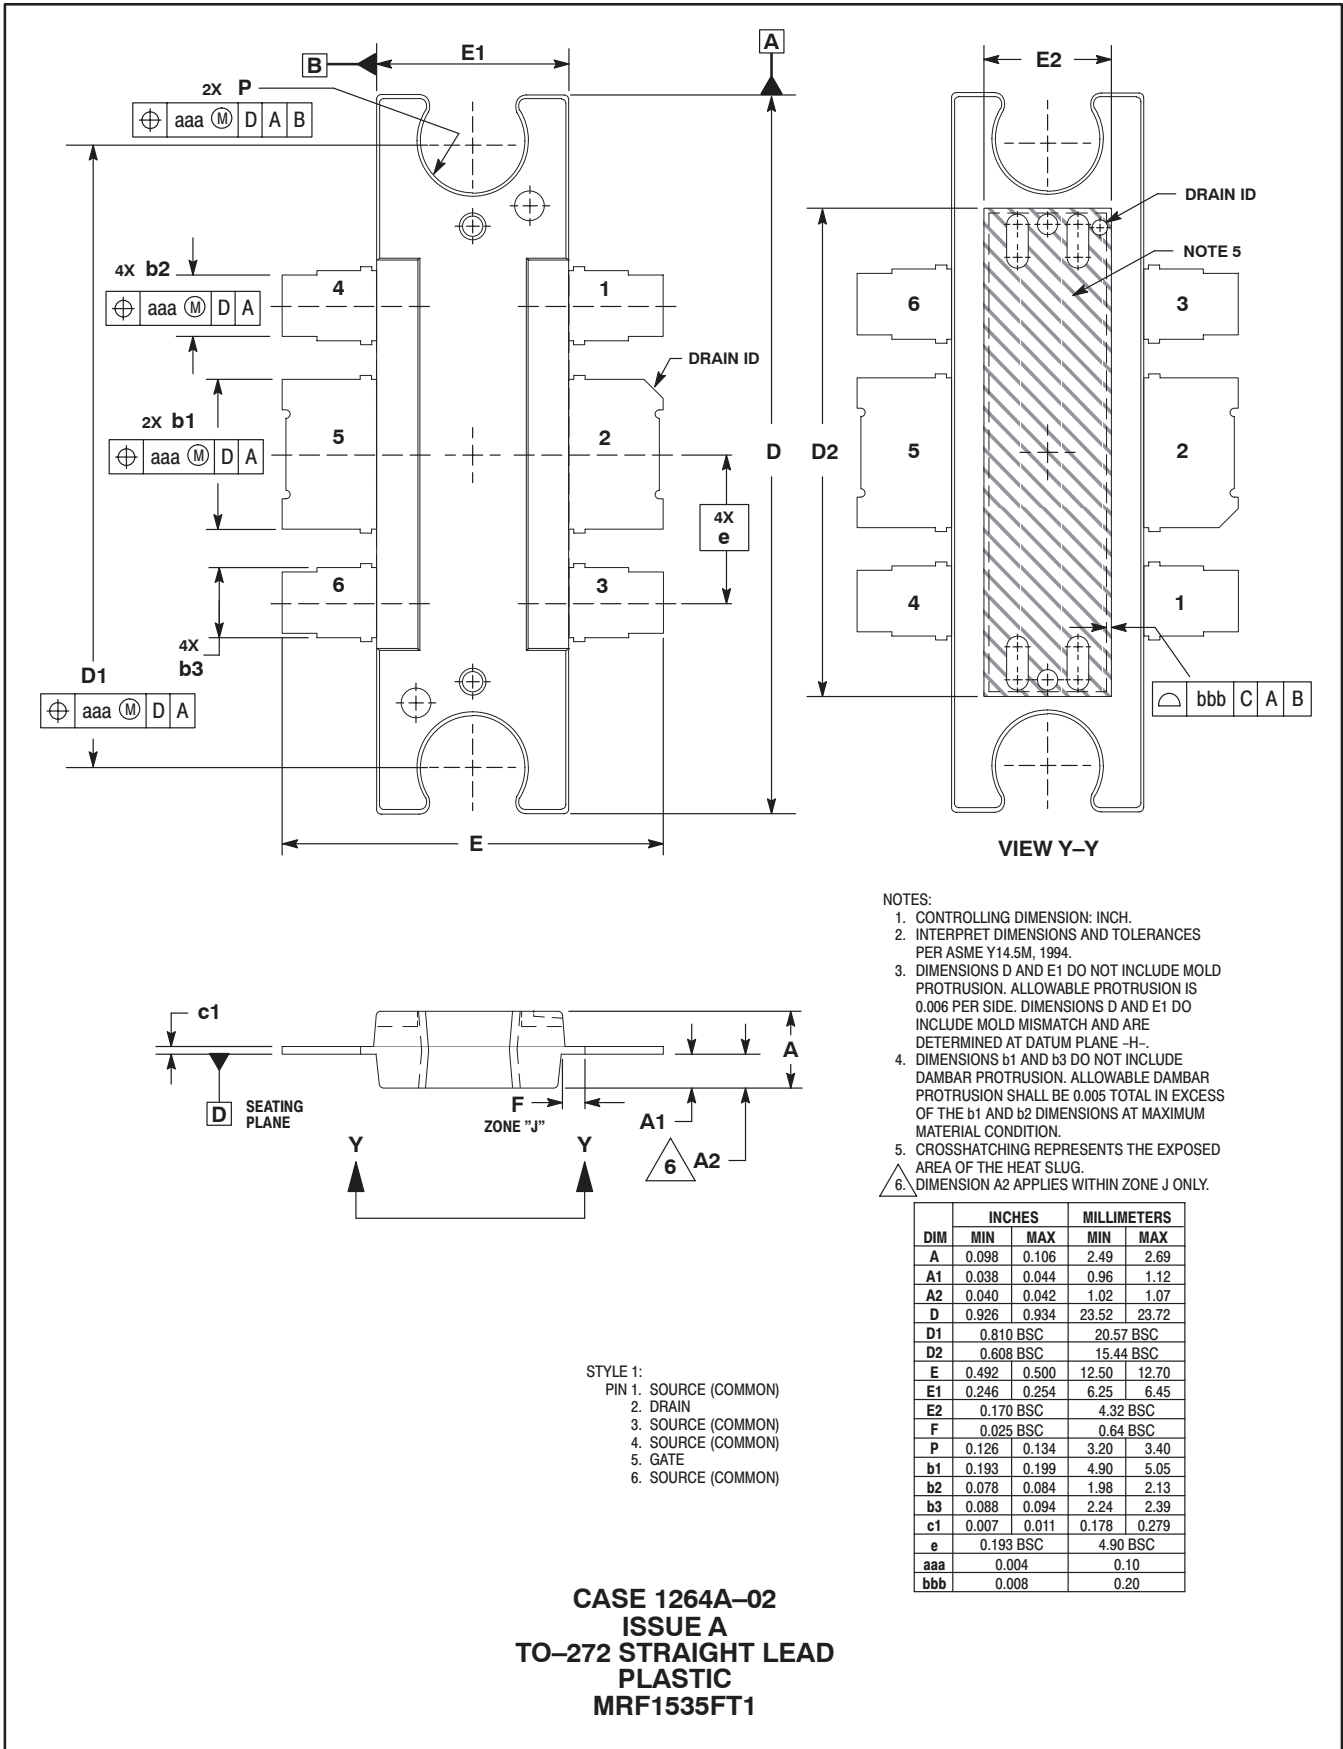 B
E1
A
E2
2X P
aaa Ⓜ D A B
DRAIN ID
NOTE 5
4X b2
aaa Ⓜ D A
4
1
6
3
DRAIN ID
2X b1
aaa Ⓜ D A
5
2
D
D2
5
2
4X
e
6
3
4
1
4X
b3
D1
aaa Ⓜ D A
bbb C A B
E
VIEW Y–Y
c1
A
D
SEATING
PLANE
F
ZONE "J"
A1
6
A2
Y
Y
NOTES:
1. CONTROLLING DIMENSION: INCH.
2. INTERPRET DIMENSIONS AND TOLERANCES
PER ASME Y14.5M, 1994.
3. DIMENSIONS D AND E1 DO NOT INCLUDE MOLD
PROTRUSION. ALLOWABLE PROTRUSION IS
0.006 PER SIDE. DIMENSIONS D AND E1 DO
INCLUDE MOLD MISMATCH AND ARE
DETERMINED AT DATUM PLANE –H–.
4. DIMENSIONS b1 AND b3 DO NOT INCLUDE
DAMBAR PROTRUSION. ALLOWABLE DAMBAR
PROTRUSION SHALL BE 0.005 TOTAL IN EXCESS
OF THE b1 AND b2 DIMENSIONS AT MAXIMUM
MATERIAL CONDITION.
5. CROSSHATCHING REPRESENTS THE EXPOSED
AREA OF THE HEAT SLUG.
6. DIMENSION A2 APPLIES WITHIN ZONE J ONLY.
INCHES MILLIMETERS
DIM MIN MAX MIN MAX
A 0.098 0.106 2.49 2.69
A1 0.038 0.044 0.96 1.12
A2 0.040 0.042 1.02 1.07
D 0.926 0.934 23.52 23.72
D1 0.810 BSC 20.57 BSC
D2 0.608 BSC 15.44 BSC
E 0.492 0.500 12.50 12.70
E1 0.246 0.254 6.25 6.45
E2 0.170 BSC 4.32 BSC
F 0.025 BSC 0.64 BSC
P 0.126 0.134 3.20 3.40
b1 0.193 0.199 4.90 5.05
b2 0.078 0.084 1.98 2.13
b3 0.088 0.094 2.24 2.39
c1 0.007 0.011 0.178 0.279
e 0.193 BSC 4.90 BSC
aaa 0.004 0.10
bbb 0.008 0.20
STYLE 1:
PIN 1. SOURCE (COMMON)
2. DRAIN
3. SOURCE (COMMON)
4. SOURCE (COMMON)
5. GATE
6. SOURCE (COMMON)
CASE 1264A–02
ISSUE A
TO–272 STRAIGHT LEAD
PLASTIC
MRF1535FT1